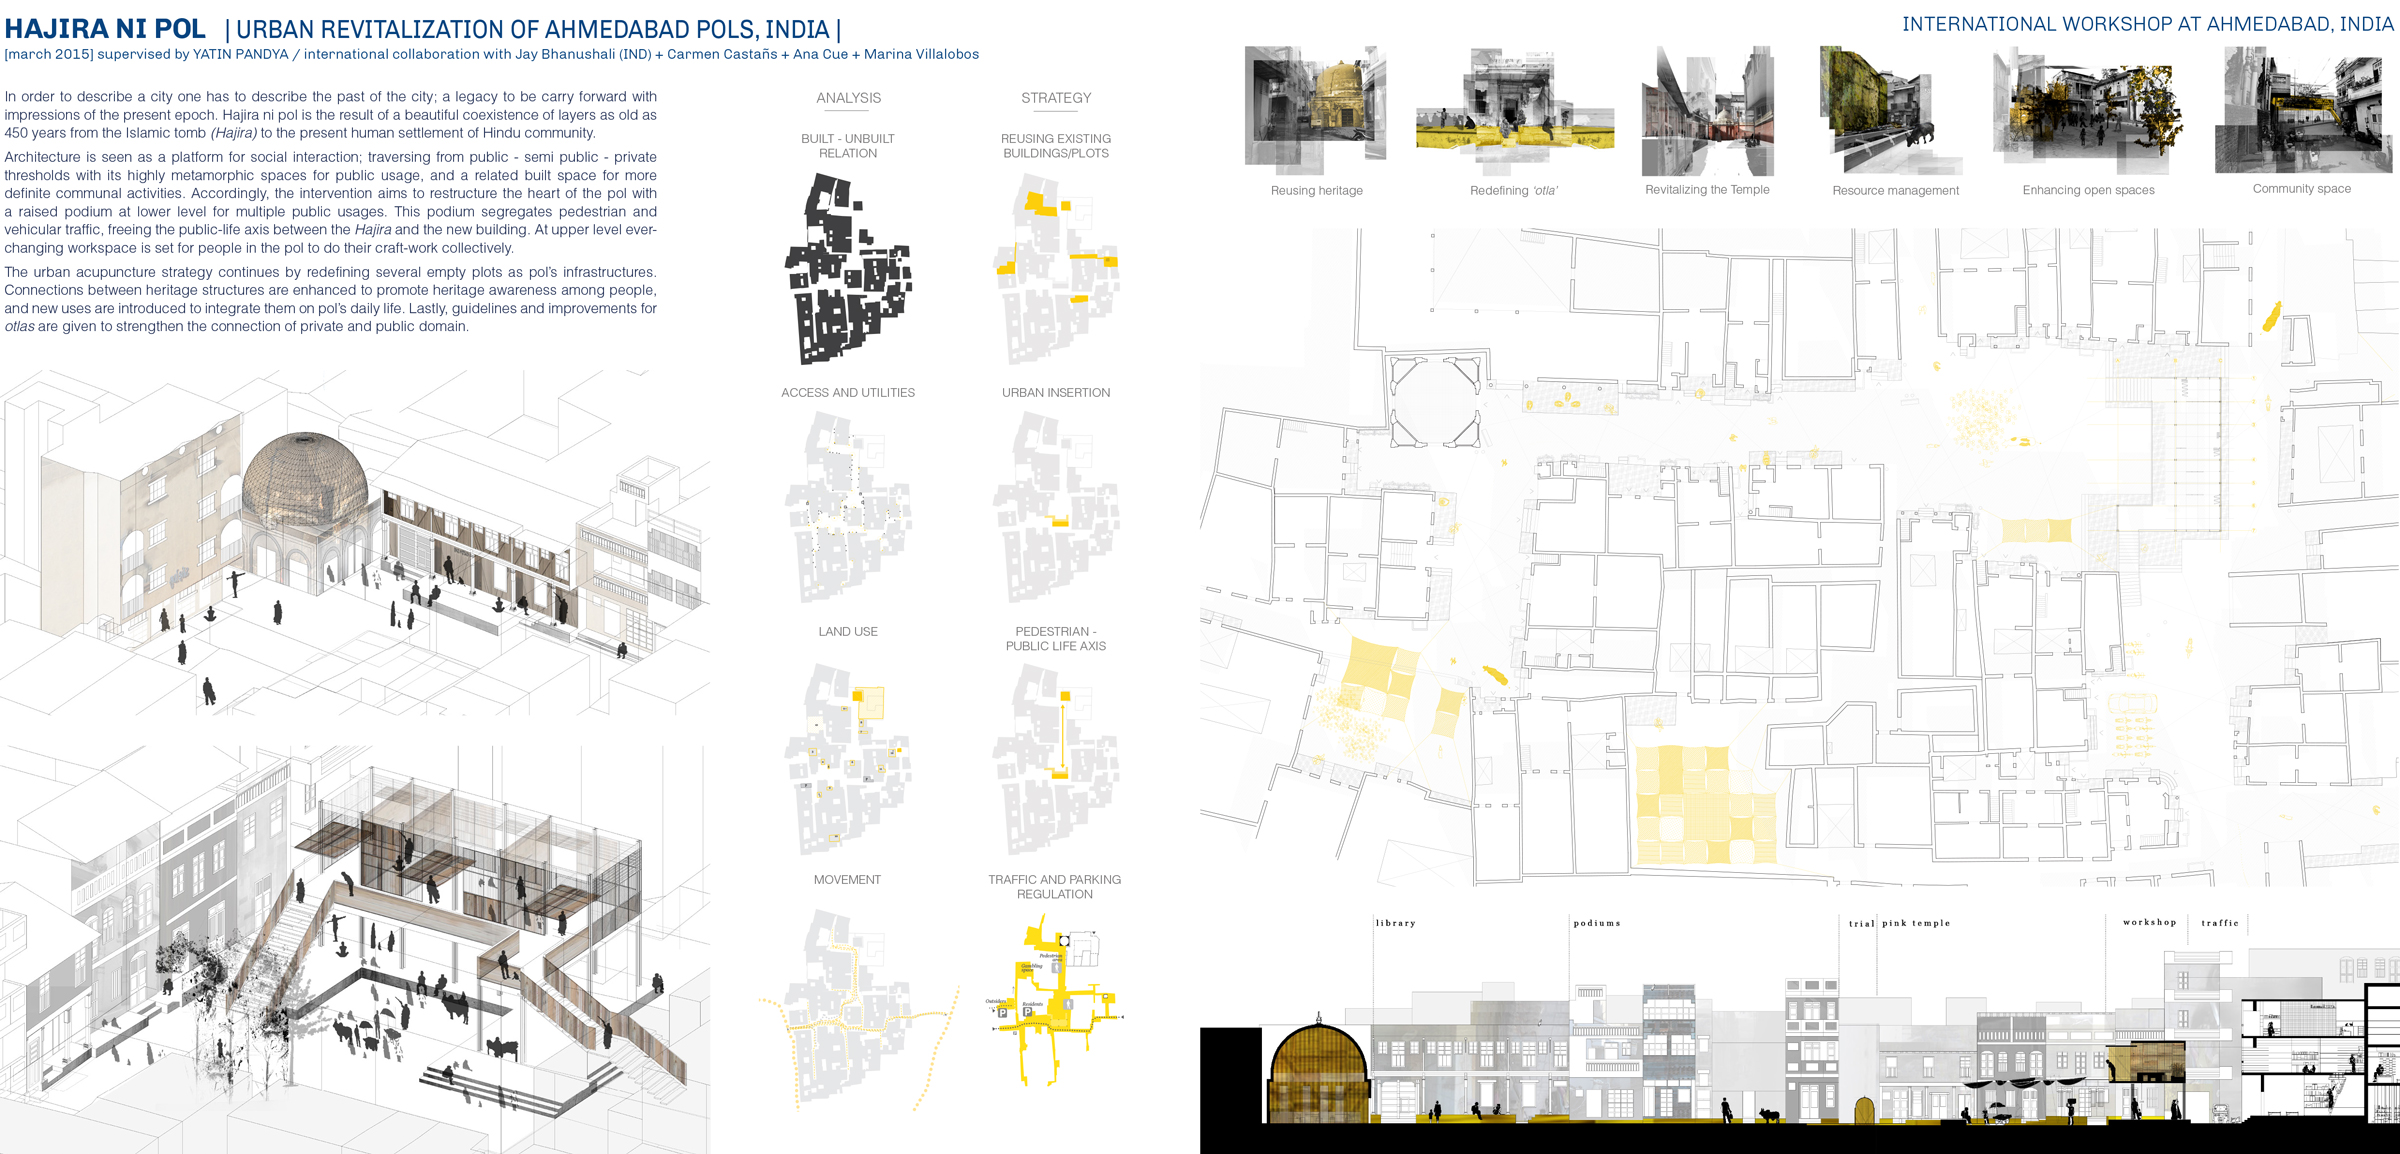 HAJIRA NI POL | URBAN REVITALIZATION OF AHMEDABAD POLS, INDIA |
[march 2015] supervised by YATIN PANDYA / international collaboration with Jay Bhanushali (IND) + Carmen Castañs + Ana Cue + Marina Villalobos
In order to describe a city one has to describe the past of the city; a legacy to be carry forward with
impressions of the present epoch. Hajira ni pol is the result of a beautiful coexistence of layers as old as
450 years from the Islamic tomb (Hajira) to the present human settlement of Hindu community.
Architecture is seen as a platform for social interaction; traversing from public - semi public - private
thresholds with its highly metamorphic spaces for public usage, and a related built space for more
definite communal activities. Accordingly, the intervention aims to restructure the heart of the pol with
a raised podium at lower level for multiple public usages. This podium segregates pedestrian and
vehicular traffic, freeing the public-life axis between the Hajira and the new building. At upper level ever-
changing workspace is set for people in the pol to do their craft-work collectively.
The urban acupuncture strategy continues by redefining several empty plots as pol's infrastructures.
Connections between heritage structures are enhanced to promote heritage awareness among people,
and new uses are introduced to integrate them on pol's daily life. Lastly, guidelines and improvements for
otlas are given to strengthen the connection of private and public domain.
ANALYSIS
STRATEGY
BUILT - UNBUILT
RELATION
REUSING EXISTING
BUILDINGS/PLOTS
ACCESS AND UTILITIES
URBAN INSERTION
LAND USE
PEDESTRIAN -
PUBLIC LIFE AXIS
MOVEMENT
TRAFFIC AND PARKING
REGULATION
Pedestrian
area
Gambling
space
Outsiders
P
Residents
P
INTERNATIONAL WORKSHOP AT AHMEDABAD, INDIA
Reusing heritage
Redefining 'otla'
Revitalizing the Temple
Resource management
Enhancing open spaces
Community space
library
podiums
trial
pink temple
workshop
traffic